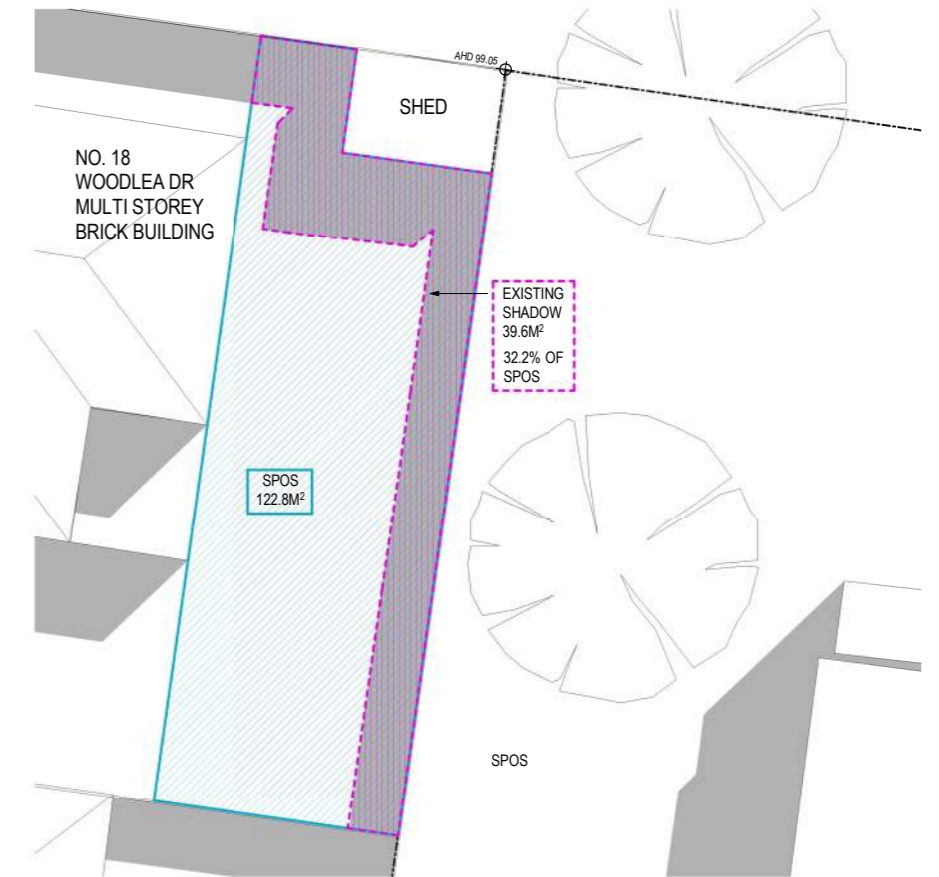 AHD 99.05
SHED
NO. 18
WOODLEA DR
MULTI STOREY
BRICK BUILDING
EXISTING
SHADOW
39.6M²
32.2% OF
SPOS
SPOS
122.8M²
SPOS